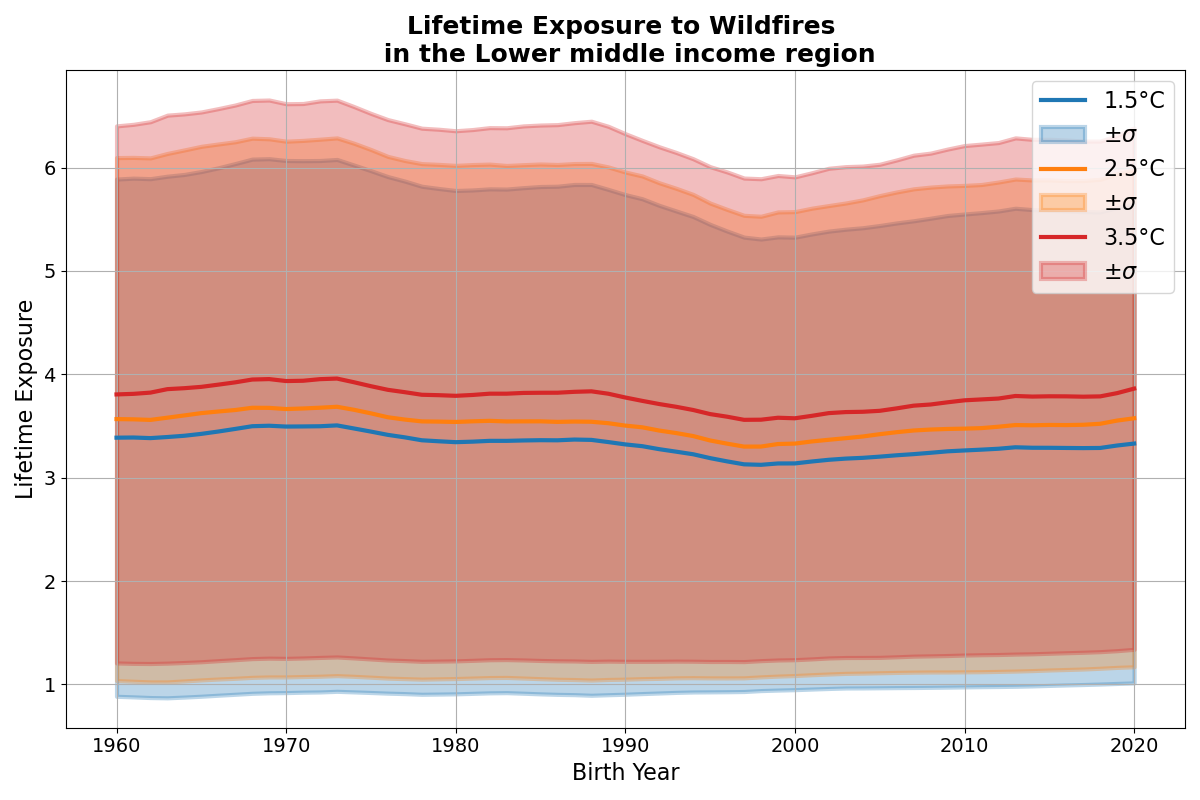 Lifetime Exposure to Wildfires
in the Lower middle income region
1.5°C
±σ
2.5°C
±σ
3.5°C
±σ
Lifetime Exposure
6
5
4
3
2
1
1960 1970 1980 1990 2000 2010 2020
Birth Year